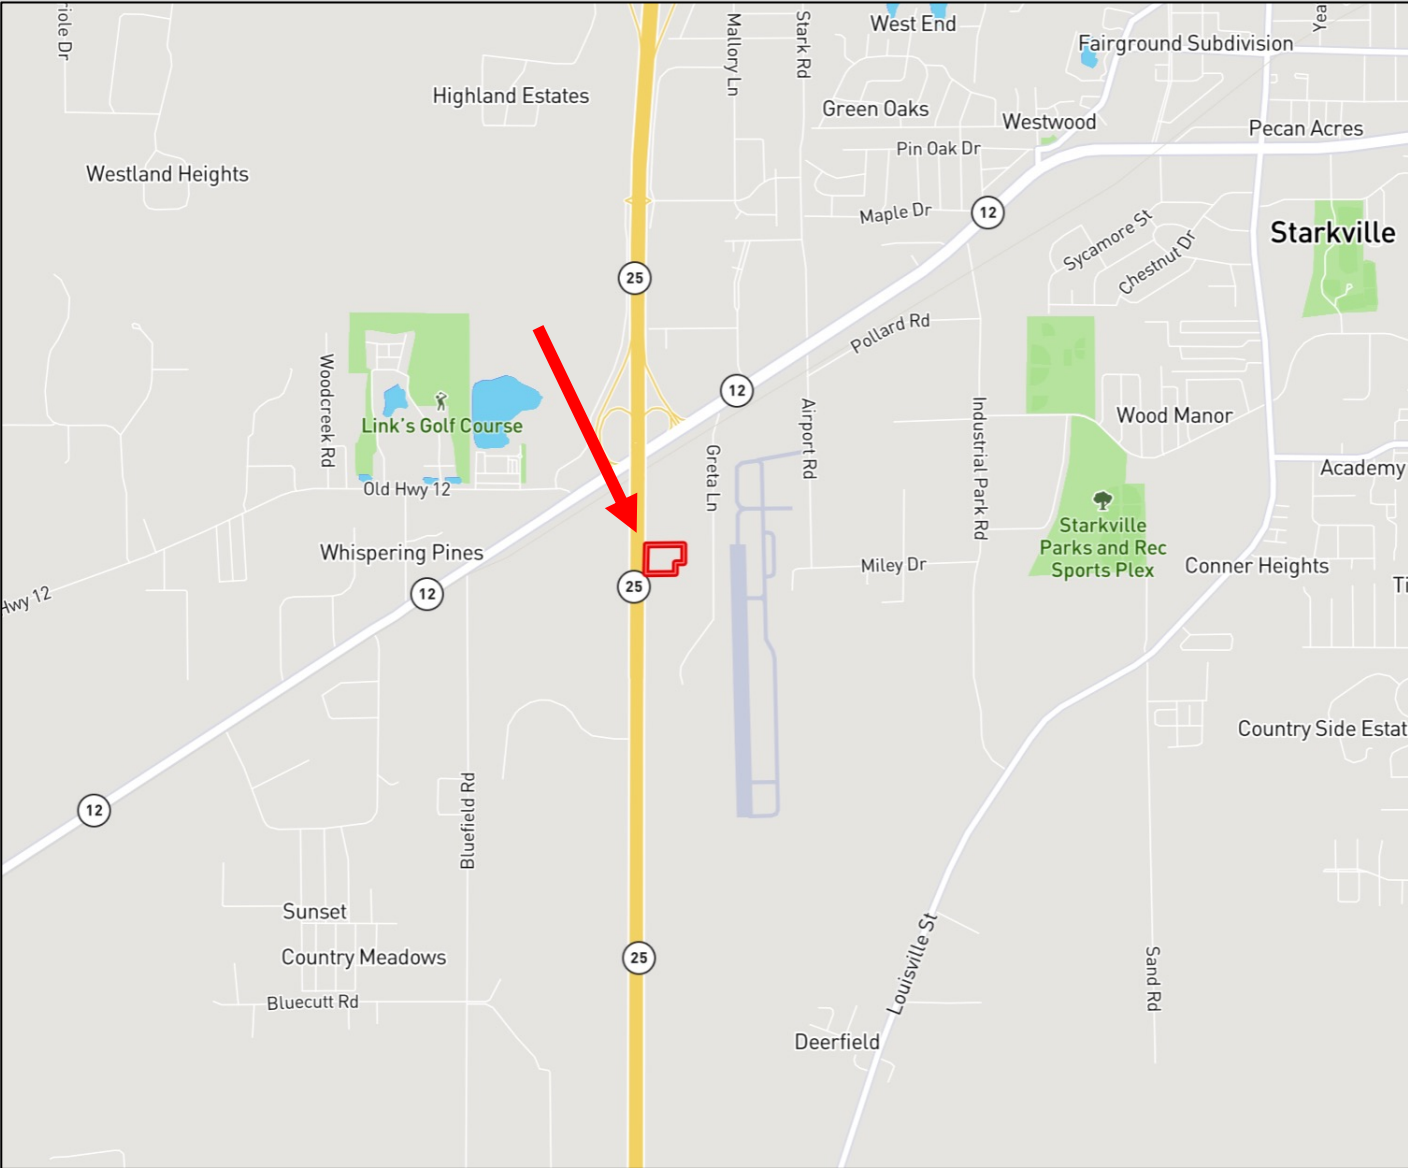 West End
Fairground Subdivision
Mallory Ln
Stark Rd
Highland Estates
Green Oaks
Westwood
Pecan Acres
Pin Oak Dr
Westland Heights
Maple Dr
12
Sycamore St
Chestnut Dr
Starkville
25
Pollard Rd
Woodcreek Rd
12
Link's Golf Course
Airport Rd
Industrial Park Rd
Wood Manor
Greta Ln
Academy
Old Hwy 12
Starkville
Parks and Rec
Sports Plex
Whispering Pines
Miley Dr
Conner Heights
25
12
Hwy 12
Ti
Country Side Estat
12
Bluefield Rd
Sunset
Country Meadows
25
Louisville St
Sand Rd
Bluecutt Rd
Deerfield
riole Dr
Yea